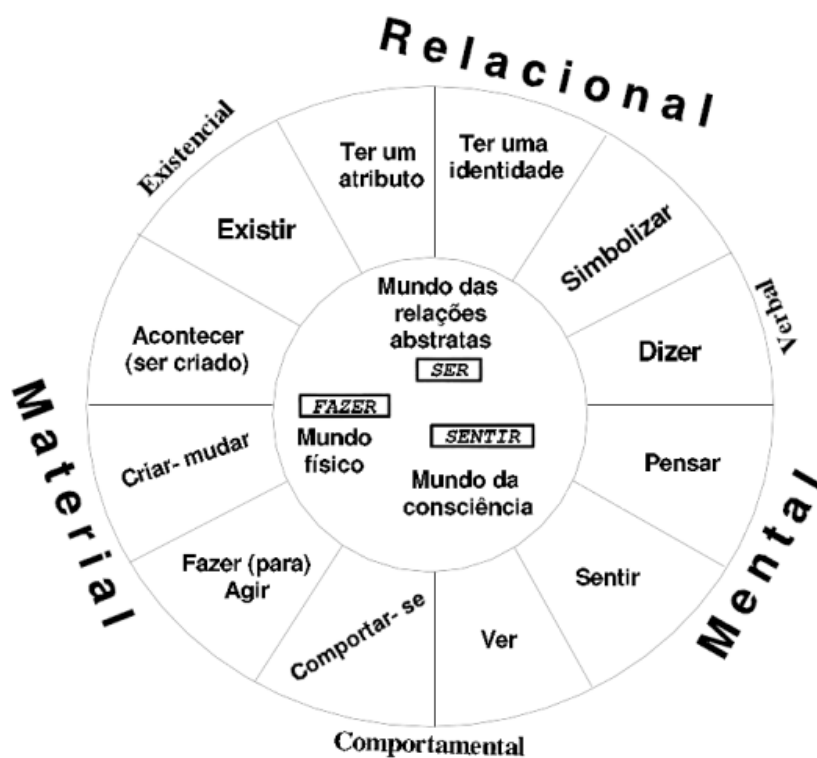 Relacional
Existencial
Ter um
atributo
Ter uma
identidade
Existir
Simbolizar
Verbal
Mundo das
relações
abstratas
SER
Acontecer
(ser criado)
Dizer
Material
FAZER
Mundo
físico
SENTIR
Mundo da
consciência
Criar- mudar
Pensar
Mental
Fazer (para)
Agir
Sentir
Comportar- se
Ver
Comportamental